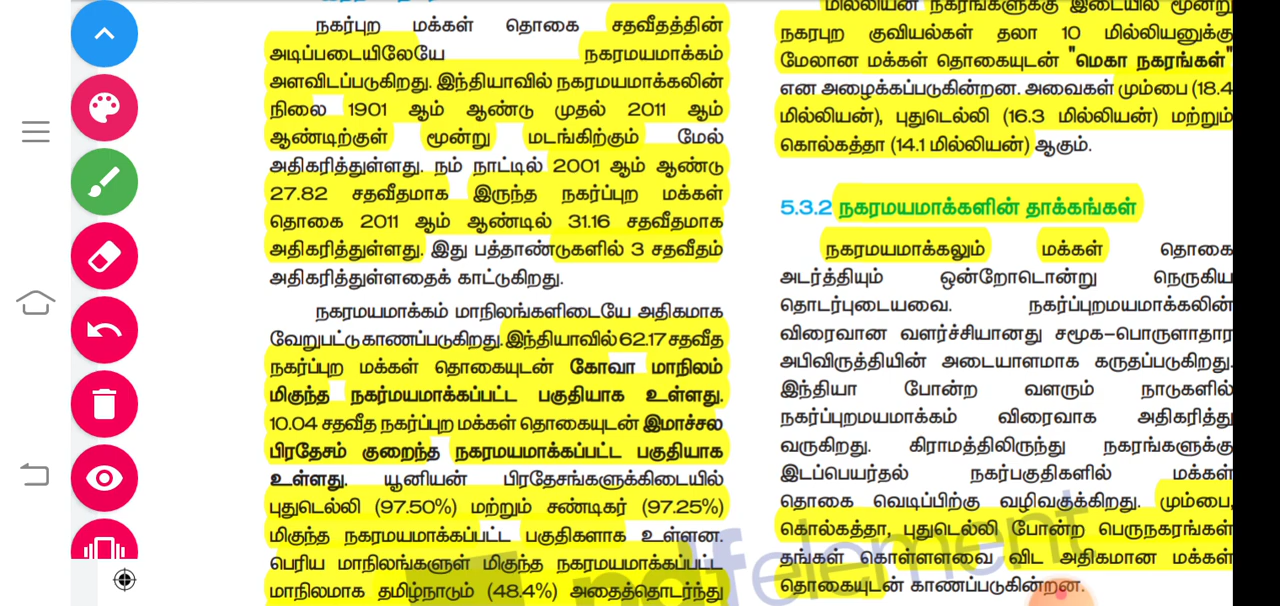 நகர்புற மக்கள் தொகை சதவீதத்தின்
அடிப்படையிலேயே நகரமயமாக்கம்
அளவிடப்படுகிறது. இந்தியாவில் நகரமயமாக்கலின்
நிலை 1901 ஆம் ஆண்டு முதல் 2011 ஆம்
ஆண்டிற்குள் மூன்று மடங்கிற்கும் மேல்
அதிகரித்துள்ளது. நம் நாட்டில் 2001 ஆம் ஆண்டு
27.82 சதவீதமாக இருந்த நகர்ப்புற மக்கள்
தொகை 2011 ஆம் ஆண்டில் 31.16 சதவீதமாக
அதிகரித்துள்ளது. இது பத்தாண்டுகளில் 3 சதவீதம்
அதிகரித்துள்ளதைக் காட்டுகிறது.
நகரமயமாக்கம் மாநிலங்களிடையே அதிகமாக
வேறுபட்டு காணப்படுகிறது. இந்தியாவில் 62.17 சதவீத
நகர்ப்புற மக்கள் தொகையுடன் கோவா மாநிலம்
மிகுந்த நகர்மயமாக்கப்பட்ட பகுதியாக உள்ளது.
10.04 சதவீத நகர்ப்புற மக்கள் தொகையுடன் இமாச்சல
பிரதேசம் குறைந்த நகரமயமாக்கப்பட்ட பகுதியாக
உள்ளது. யூனியன் பிரதேசங்களுக்கிடையில்
புதுடெல்லி (97.50%) மற்றும் சண்டிகர் (97.25%)
மிகுந்த நகரமயமாக்கப்பட்ட பகுதிகளாக உள்ளன.
பெரிய மாநிலங்களுள் மிகுந்த நகரமயமாக்கப்பட்ட
மாநிலமாக தமிழ்நாடும் (48.4%) அதைத்தொடர்ந்து
மில்லியன் நகரங்களுக்கு இடையில் மூன்று
நகரபுற குவியல்கள் தலா 10 மில்லியனுக்கு
மேலான மக்கள் தொகையுடன் "மெகா நகரங்கள்"
என அழைக்கப்படுகின்றன. அவைகள் மும்பை (18.4
மில்லியன்), புதுடெல்லி (16.3 மில்லியன்) மற்றும்
கொல்கத்தா (14.1 மில்லியன்) ஆகும்.
5.3.2 நகரமயமாக்களின் தாக்கங்கள்
நகரமயமாக்கலும் மக்கள் தொகை
அடர்த்தியும் ஒன்றோடொன்று நெருகிய
தொடர்புடையவை. நகர்ப்புறமயமாக்கலின்
விரைவான வளர்ச்சியானது சமூக–பொருளாதார
அபிவிருத்தியின் அடையாளமாக கருதப்படுகிறது.
இந்தியா போன்ற வளரும் நாடுகளில்
நகர்ப்புறமயமாக்கம் விரைவாக அதிகரித்து
வருகிறது. கிராமத்திலிருந்து நகரங்களுக்கு
இடப்பெயர்தல் நகர்பகுதிகளில் மக்கள்
தொகை வெடிப்பிற்கு வழிவகுக்கிறது. மும்பை,
கொல்கத்தா, புதுடெல்லி போன்ற பெருநகரங்கள்
தங்கள் கொள்ளளவை விட அதிகமான மக்கள்
தொகையுடன் காணப்படுகின்றன.
pdfelement